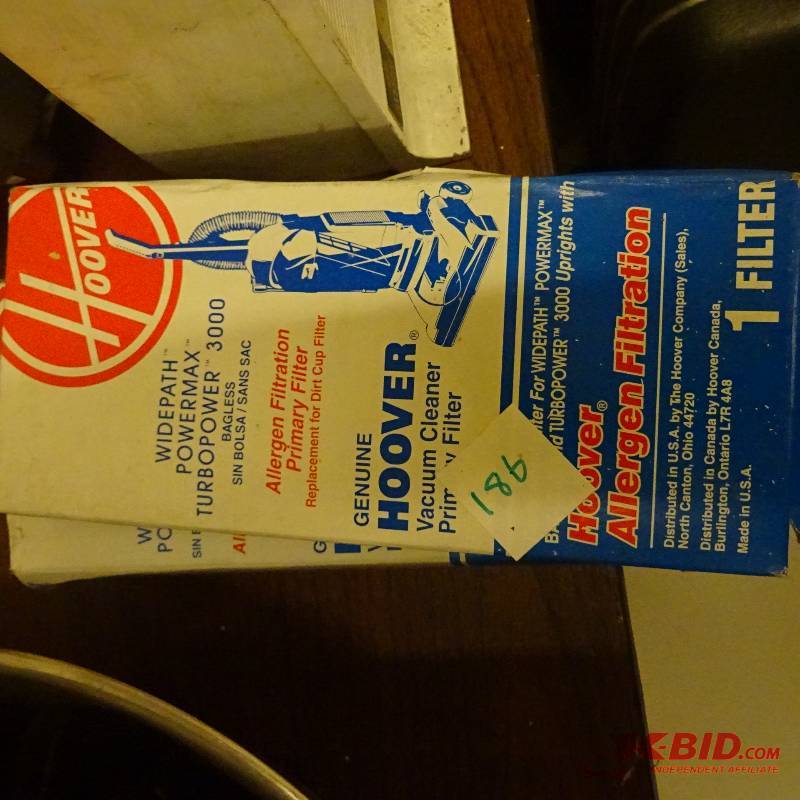 HOOVER
WIDEPATH™
POWERMAX™
TURBOPOWER™ 3000
BAGLESS
SIN BOLSA / SANS SAC
Allergen Filtration
Primary Filter
Replacement for Dirt Cup Filter
GENUINE
HOOVER®
Vacuum Cleaner
Filter
186
For WIDEPATH™ POWERMAX™
TURBOPOWER™ 3000 Uprights with
Hoover®
Allergen Filtration
Distributed in U.S.A. by The Hoover Company (Sales),
North Canton, Ohio 44720
Distributed in Canada by Hoover Canada,
Burlington, Ontario L7R 4A8
Made in U.S.A.
1 FILTER
K-BID.com
INDEPENDENT AFFILIATE